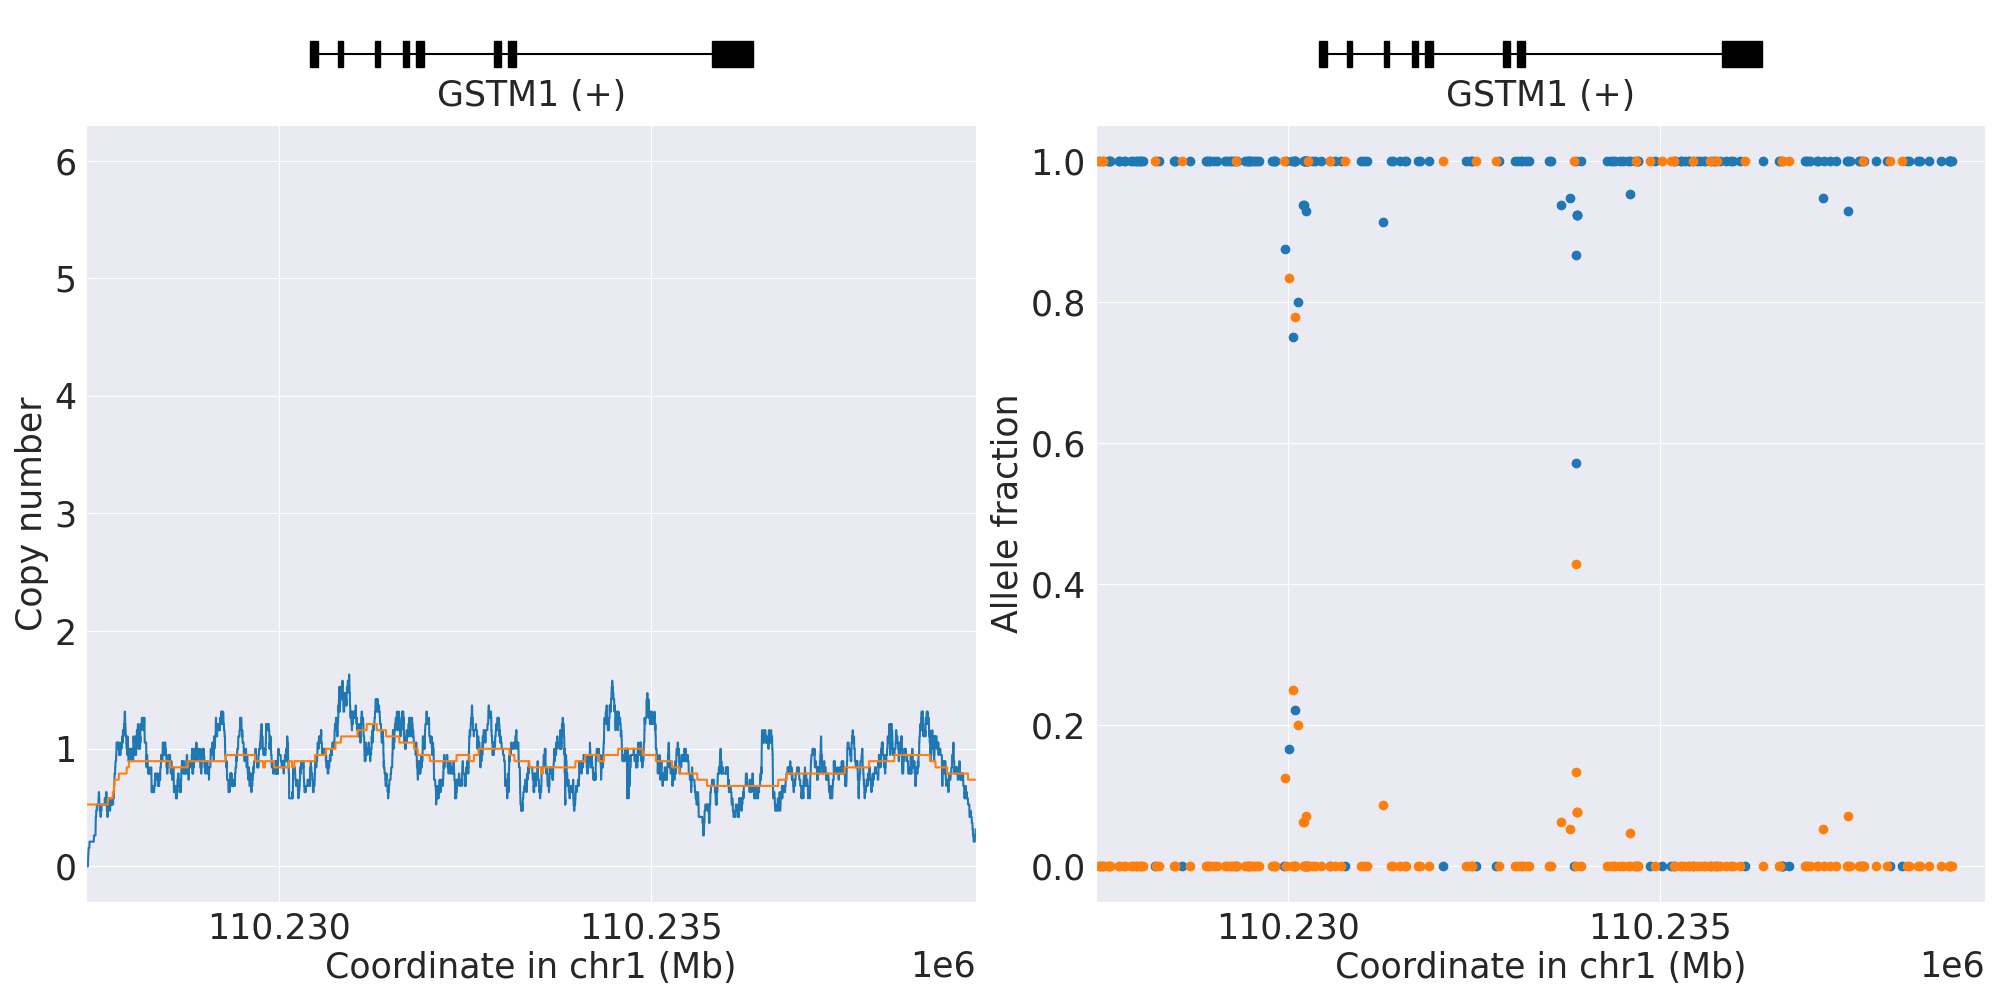 GSTM1 (+)
6
5
4
3
2
1
0
Copy number
110.230
110.235
Coordinate in chr1 (Mb)
1e6
GSTM1 (+)
1.0
0.8
0.6
0.4
0.2
0.0
Allele fraction
110.230
110.235
Coordinate in chr1 (Mb)
1e6